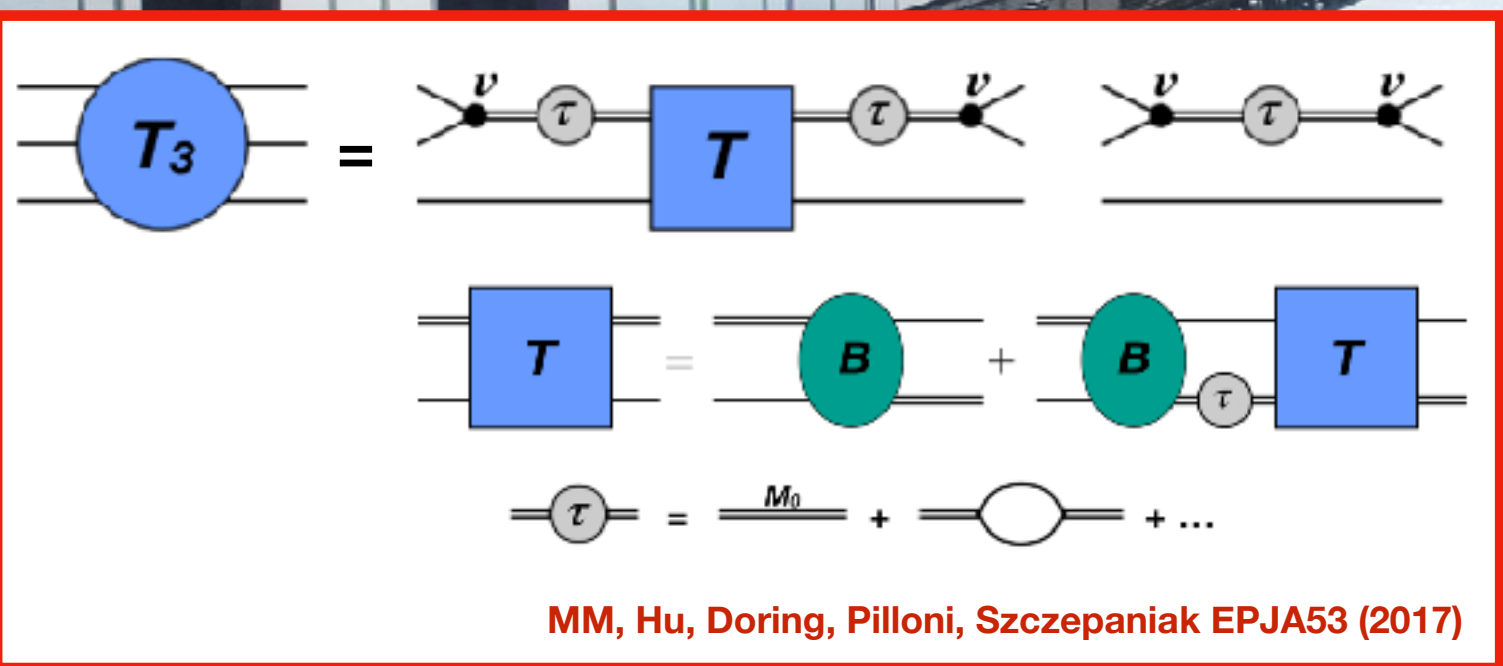 v τ τ v v τ v
T₃ = T
T = B + B τ T
τ = M₀ + + ...
MM, Hu, Doring, Pilloni, Szczepaniak EPJA53 (2017)